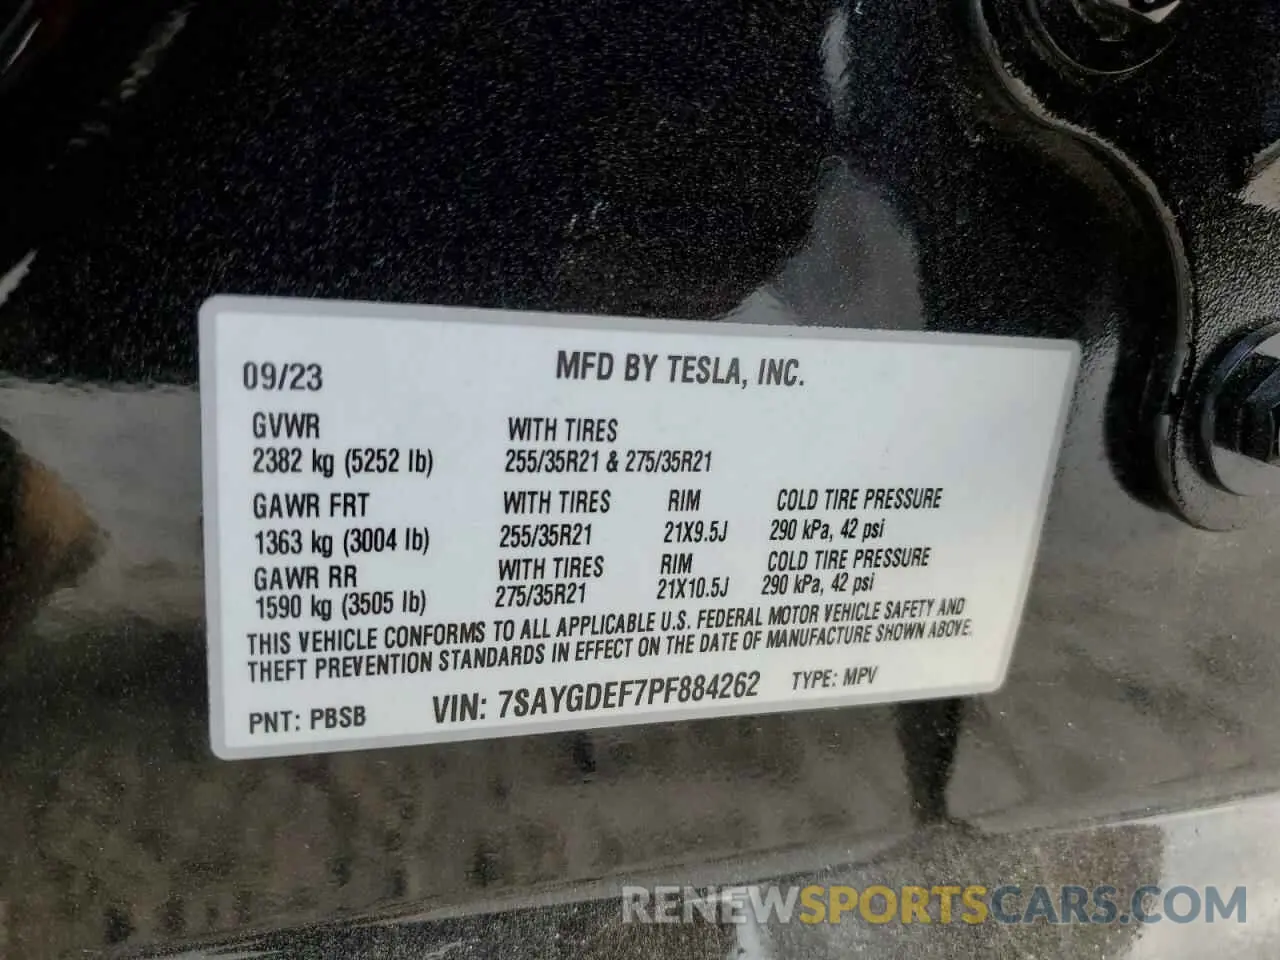 09/23 MFD BY TESLA, INC.
GVWR WITH TIRES
2382 kg (5252 lb) 255/35R21 & 275/35R21
GAWR FRT WITH TIRES RIM COLD TIRE PRESSURE
1363 kg (3004 lb) 255/35R21 21X9.5J 290 kPa, 42 psi
GAWR RR WITH TIRES RIM COLD TIRE PRESSURE
1590 kg (3505 lb) 275/35R21 21X10.5J 290 kPa, 42 psi
THIS VEHICLE CONFORMS TO ALL APPLICABLE U.S. FEDERAL MOTOR VEHICLE SAFETY AND
THEFT PREVENTION STANDARDS IN EFFECT ON THE DATE OF MANUFACTURE SHOWN ABOVE.
PNT: PBSB VIN: 7SAYGDEF7PF884262 TYPE: MPV
RENEWSPORTSCARS.COM